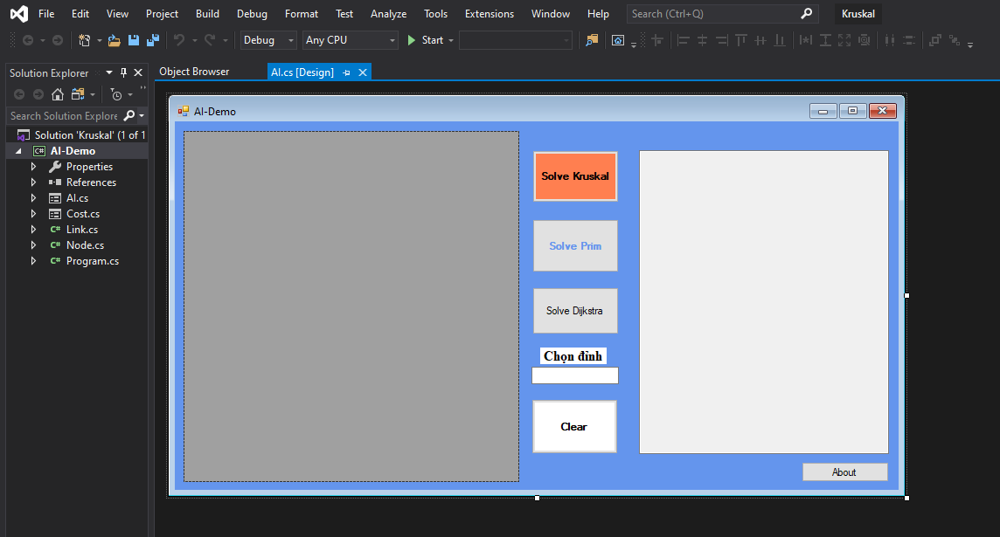 File Edit View Project Build Debug Format Test Analyze Tools Extensions Window Help Search (Ctrl+Q) Kruskal
Debug Any CPU Start
Solution Explorer
Object Browser AI.cs [Design]
Search Solution Explore
Solution 'Kruskal' (1 of 1
AI-Demo
Properties
References
AI.cs
Cost.cs
Link.cs
Node.cs
Program.cs
AI-Demo
Solve Kruskal
Solve Prim
Solve Dijkstra
Chọn đỉnh
Clear
About